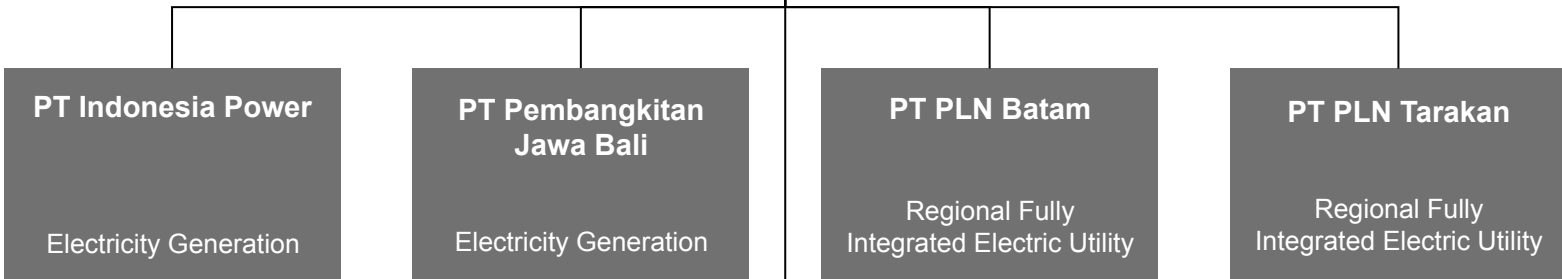 PT Indonesia Power
Electricity Generation
PT Pembangkitan
Jawa Bali
Electricity Generation
PT PLN Batam
Regional Fully
Integrated Electric Utility
PT PLN Tarakan
Regional Fully
Integrated Electric Utility